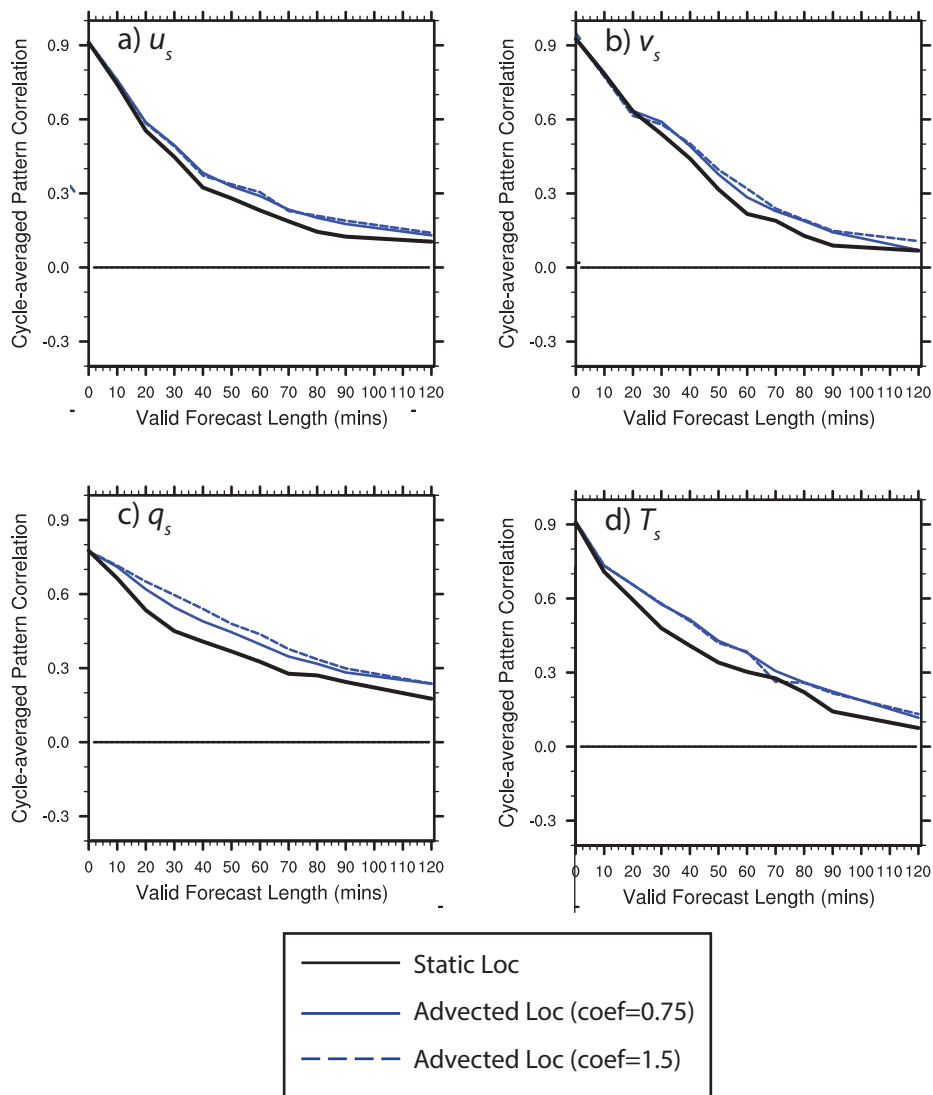 a) us
b) vs
Cycle-averaged Pattern Correlation
0.9
0.6
0.3
0.0
-0.3
0 10 20 30 40 50 60 70 80 90 100 110 120
Valid Forecast Length (mins)
Cycle-averaged Pattern Correlation
0.9
0.6
0.3
0.0
-0.3
0 10 20 30 40 50 60 70 80 90 100 110 120
Valid Forecast Length (mins)
c) qs
d) Ts
Cycle-averaged Pattern Correlation
0.9
0.6
0.3
0.0
-0.3
0 10 20 30 40 50 60 70 80 90 100 110 120
Valid Forecast Length (mins)
Cycle-averaged Pattern Correlation
0.9
0.6
0.3
0.0
-0.3
0 10 20 30 40 50 60 70 80 90 100 110 120
Valid Forecast Length (mins)
Static Loc
Advected Loc (coef=0.75)
Advected Loc (coef=1.5)